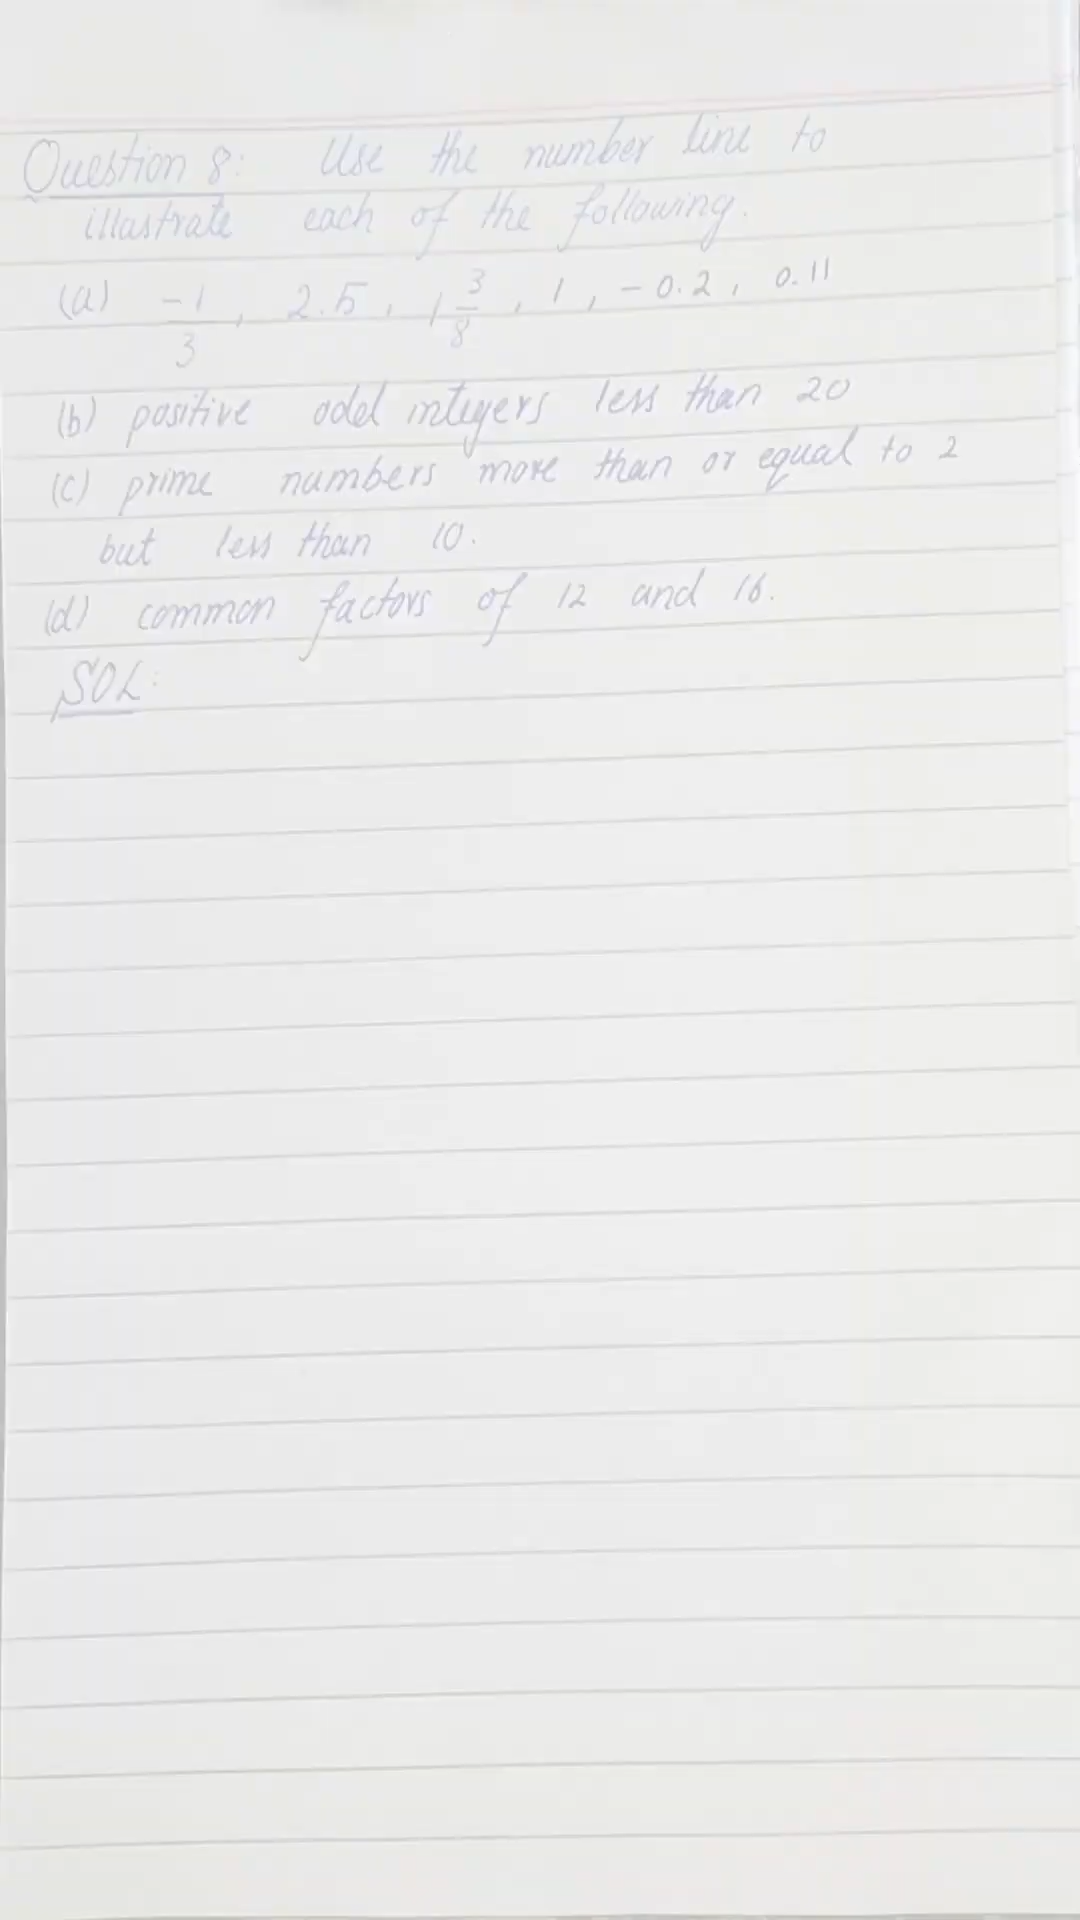 Question 8: Use the number line to
illustrate each of the following.
(a) -1/3, 2.5, 1 3/8, 1, -0.2, 0.11
(b) positive odd integers less than 20
(c) prime numbers more than or equal to 2
but less than 10.
(d) common factors of 12 and 16.
SOL: